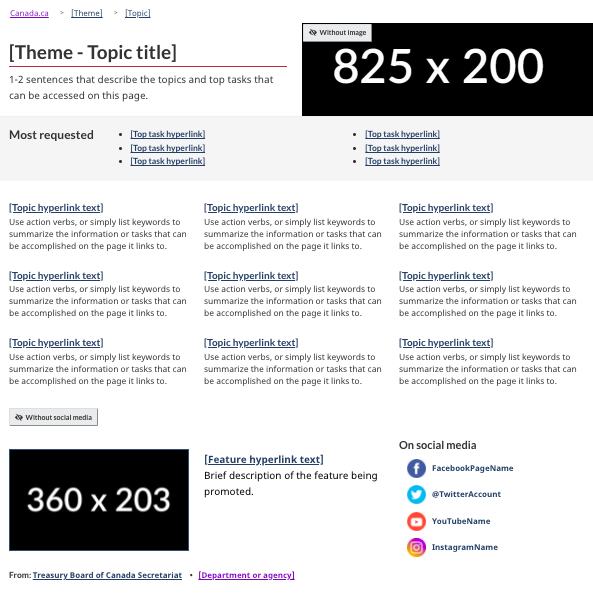 Canada.ca > [Theme] > [Topic]
Without image
825 x 200
[Theme - Topic title]
1-2 sentences that describe the topics and top tasks that
can be accessed on this page.
Most requested
[Top task hyperlink]
[Top task hyperlink]
[Top task hyperlink]
[Top task hyperlink]
[Top task hyperlink]
[Top task hyperlink]
[Topic hyperlink text]
Use action verbs, or simply list keywords to
summarize the information or tasks that can
be accomplished on the page it links to.
[Topic hyperlink text]
Use action verbs, or simply list keywords to
summarize the information or tasks that can
be accomplished on the page it links to.
[Topic hyperlink text]
Use action verbs, or simply list keywords to
summarize the information or tasks that can
be accomplished on the page it links to.
[Topic hyperlink text]
Use action verbs, or simply list keywords to
summarize the information or tasks that can
be accomplished on the page it links to.
[Topic hyperlink text]
Use action verbs, or simply list keywords to
summarize the information or tasks that can
be accomplished on the page it links to.
[Topic hyperlink text]
Use action verbs, or simply list keywords to
summarize the information or tasks that can
be accomplished on the page it links to.
[Topic hyperlink text]
Use action verbs, or simply list keywords to
summarize the information or tasks that can
be accomplished on the page it links to.
[Topic hyperlink text]
Use action verbs, or simply list keywords to
summarize the information or tasks that can
be accomplished on the page it links to.
[Topic hyperlink text]
Use action verbs, or simply list keywords to
summarize the information or tasks that can
be accomplished on the page it links to.
Without social media
360 x 203
[Feature hyperlink text]
Brief description of the feature being
promoted.
On social media
FacebookPageName
@TwitterAccount
YouTubeName
InstagramName
From: Treasury Board of Canada Secretariat • [Department or agency]